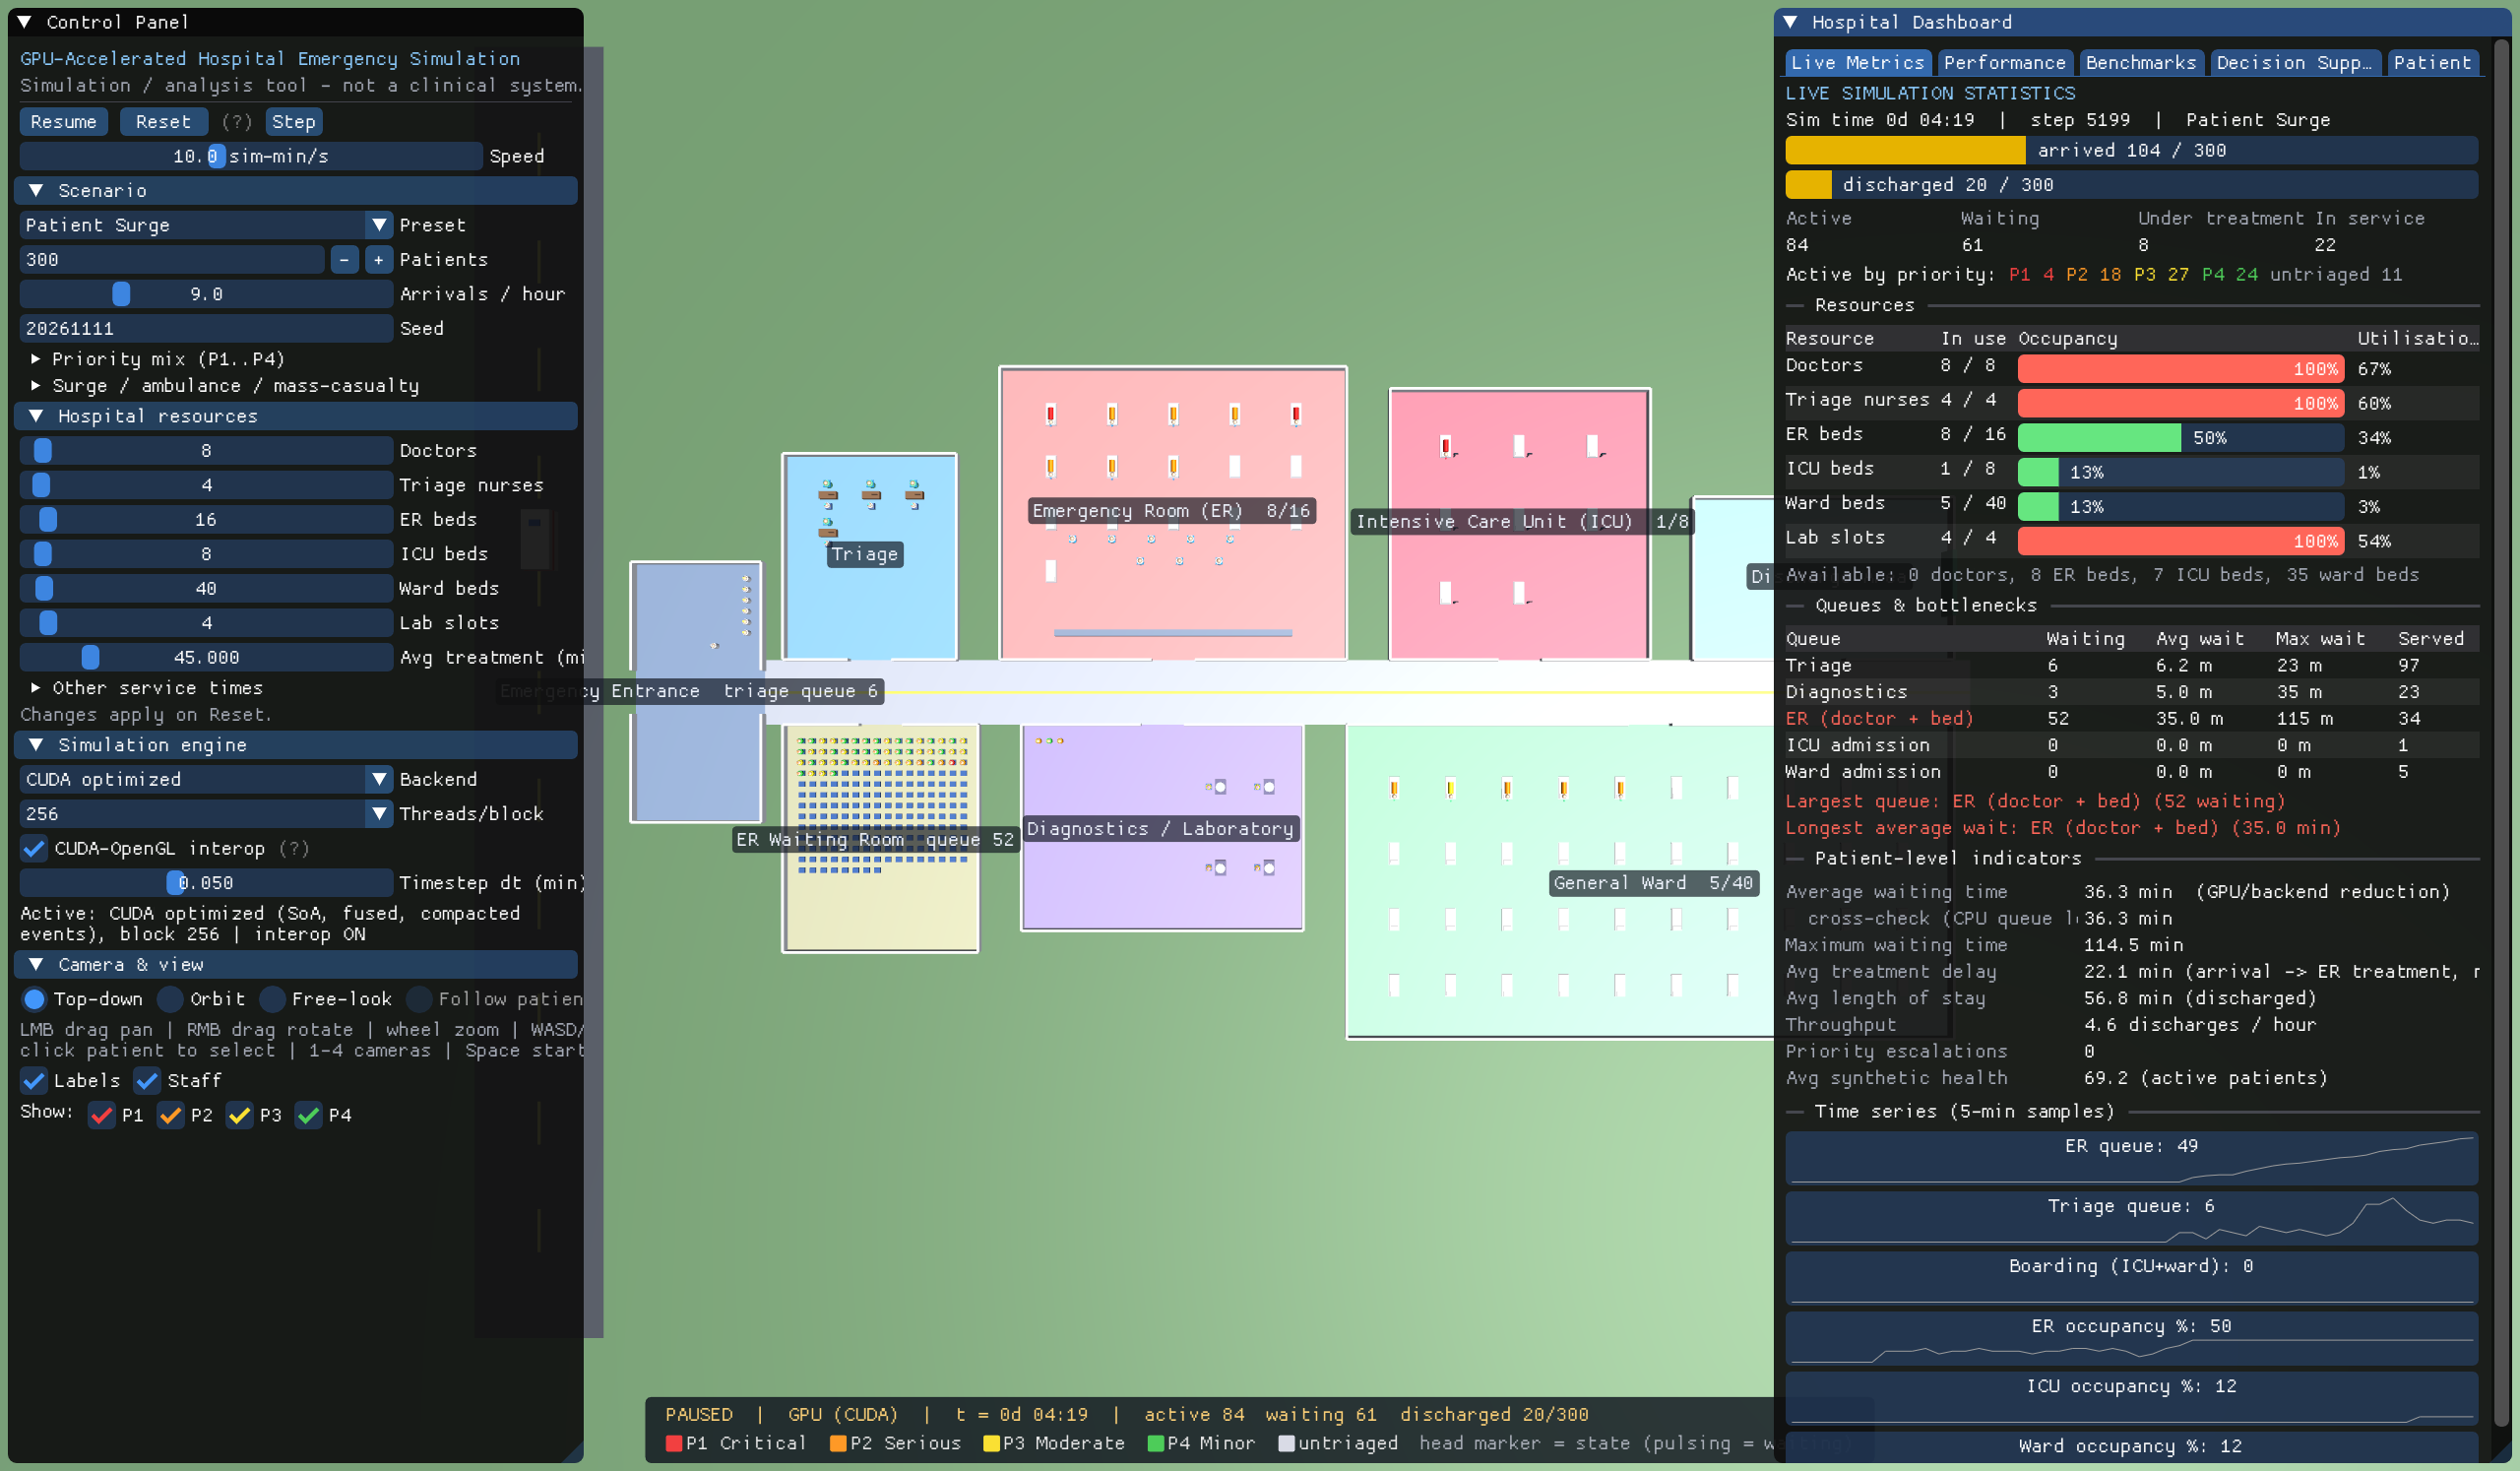 Control Panel
GPU-Accelerated Hospital Emergency Simulation
Simulation / analysis tool - not a clinical system.
Resume Reset (?) Step
10.0 sim-min/s Speed
Scenario
Patient Surge Preset
300 - + Patients
9.0 Arrivals / hour
20261111 Seed
Priority mix (P1..P4)
Surge / ambulance / mass-casualty
Hospital resources
8 Doctors
4 Triage nurses
16 ER beds
8 ICU beds
40 Ward beds
4 Lab slots
45.000 Avg treatment (mi
Other service times
Changes apply on Reset.
Simulation engine
CUDA optimized Backend
256 Threads/block
CUDA-OpenGL interop (?)
0.050 Timestep dt (min)
Active: CUDA optimized (SoA, fused, compacted
events), block 256 | interop ON
Camera & view
Top-down Orbit Free-look Follow patien
LMB drag pan | RMB drag rotate | wheel zoom | WASD/
click patient to select | 1-4 cameras | Space start
Labels Staff
Show: P1 P2 P3 P4
Emergency Room (ER) 8/16
Intensive Care Unit (ICU) 1/8
Triage
Emergency Entrance triage queue 6
ER Waiting Room queue 52
Diagnostics / Laboratory
General Ward 5/40
PAUSED | GPU (CUDA) | t = 0d 04:19 | active 84 waiting 61 discharged 20/300
P1 Critical P2 Serious P3 Moderate P4 Minor untriaged head marker = state (pulsing =
Hospital Dashboard
Live Metrics Performance Benchmarks Decision Supp... Patient
LIVE SIMULATION STATISTICS
Sim time 0d 04:19 | step 5199 | Patient Surge
arrived 104 / 300
discharged 20 / 300
Active Waiting Under treatment In service
84 61 8 22
Active by priority: P1 4 P2 18 P3 27 P4 24 untriaged 11
Resources
Resource In use Occupancy Utilisatio...
Doctors 8 / 8 100% 67%
Triage nurses 4 / 4 100% 60%
ER beds 8 / 16 50% 34%
ICU beds 1 / 8 13% 1%
Ward beds 5 / 40 13% 3%
Lab slots 4 / 4 100% 54%
Available: 0 doctors, 8 ER beds, 7 ICU beds, 35 ward beds
Queues & bottlenecks
Queue Waiting Avg wait Max wait Served
Triage 6 6.2 m 23 m 97
Diagnostics 3 5.0 m 35 m 23
ER (doctor + bed) 52 35.0 m 115 m 34
ICU admission 0 0.0 m 0 m 1
Ward admission 0 0.0 m 0 m 5
Largest queue: ER (doctor + bed) (52 waiting)
Longest average wait: ER (doctor + bed) (35.0 min)
Patient-level indicators
Average waiting time 36.3 min (GPU/backend reduction)
cross-check (CPU queue l 36.3 min
Maximum waiting time 114.5 min
Avg treatment delay 22.1 min (arrival -> ER treatment, r
Avg length of stay 56.8 min (discharged)
Throughput 4.6 discharges / hour
Priority escalations 0
Avg synthetic health 69.2 (active patients)
Time series (5-min samples)
ER queue: 49
Triage queue: 6
Boarding (ICU+ward): 0
ER occupancy %: 50
ICU occupancy %: 12
Ward occupancy %: 12